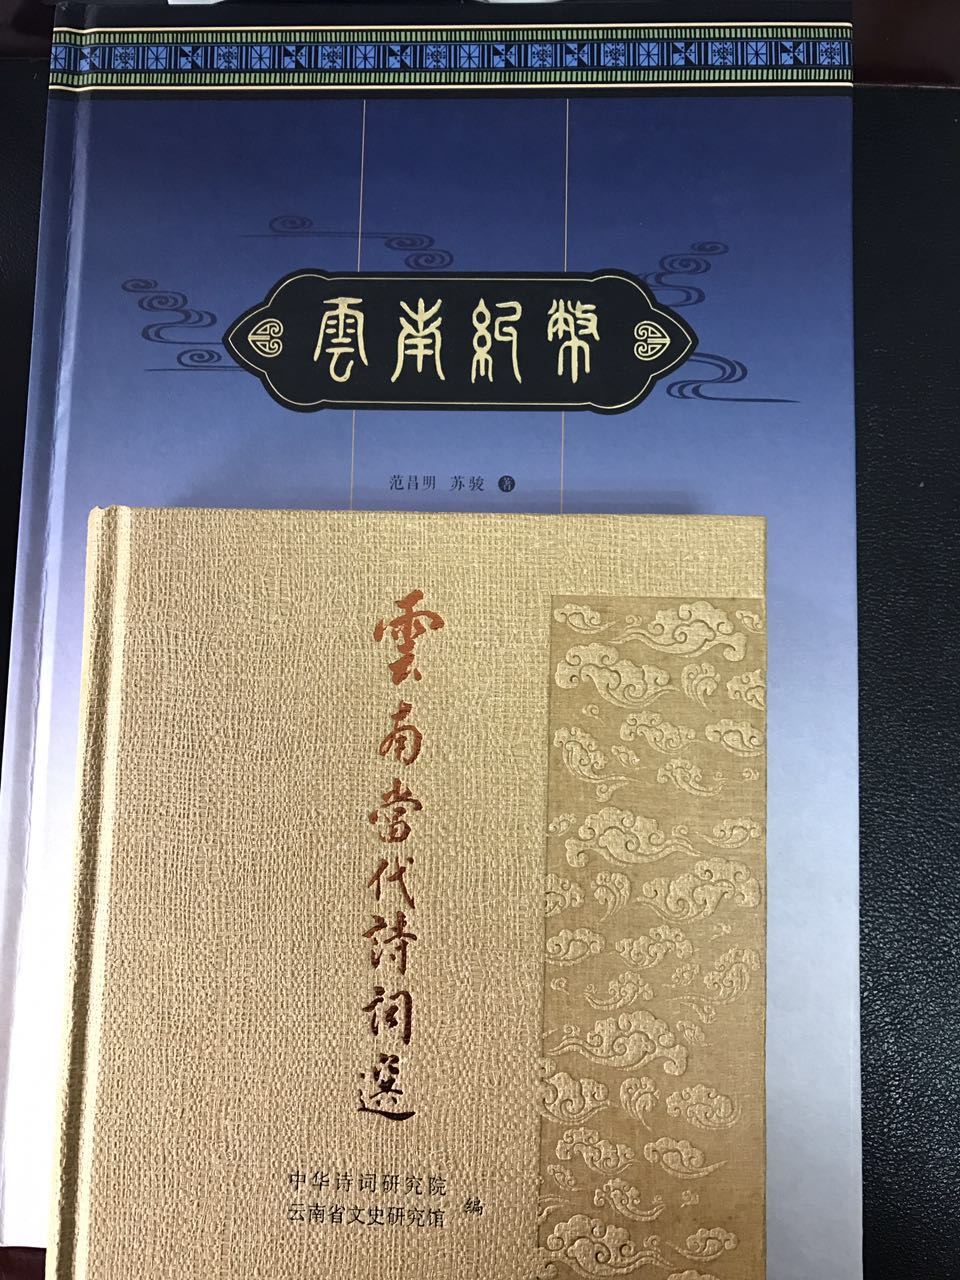 雲南紀幣
范昌明 苏骏 著
雲南當代詩詞選
中华诗词研究院
云南省文史研究馆
编